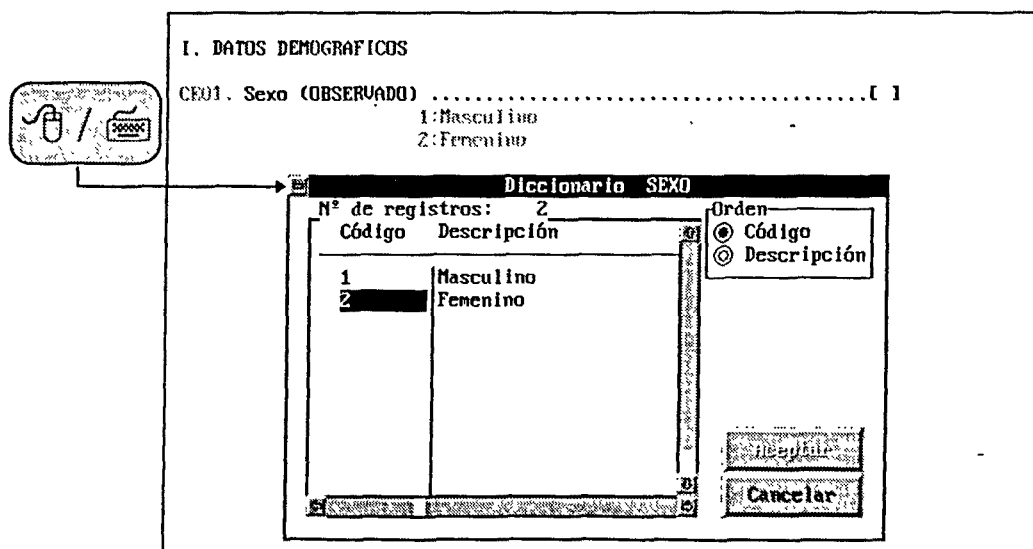 I. DATOS DEMOGRAFICOS
CE01. Sexo (OBSERVADO) ........................................[ ]
1:Masculino
2:Femenino
Diccionario SEXO
Nº de registros: 2
Código Descripción
1 Masculino
2 Femenino
Orden
Código
Descripción
Aceptar
Cancelar